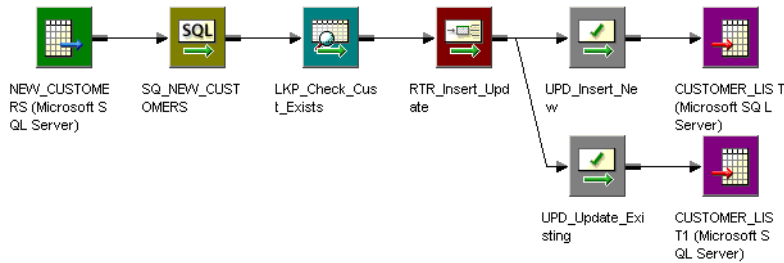 SQL
NEW_CUSTOME
RS (Microsoft S
QL Server)
SQ_NEW_CUST
OMERS
LKP_Check_Cus
t_Exists
RTR_Insert_Upd
ate
UPD_Insert_Ne
w
CUSTOMER_LIS T
(Microsoft SQ L
Server)
UPD_Update_Exi
sting
CUSTOMER_LIS
T1 (Microsoft S
QL Server)